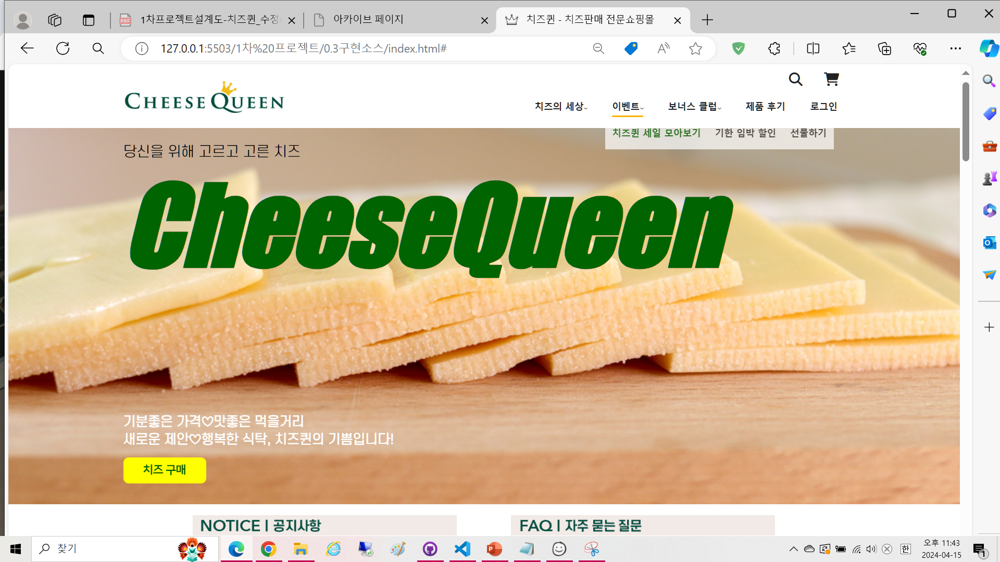 1차프로젝트설계도-치즈퀸_수정
아카이브 페이지
치즈퀸 - 치즈판매 전문쇼핑몰
127.0.0.1:5503/1차%20프로젝트/0.3구현소스/index.html#
CHEESE QUEEN
치즈의 세상
이벤트
보너스 클럽
제품 후기
로그인
치즈퀸 세일 모아보기
기한 임박 할인
선물하기
당신을 위해 고르고 고른 치즈
CheeseQueen
기분좋은 가격♡맛좋은 먹을거리
새로운 제안♡행복한 식탁, 치즈퀸의 기쁨입니다!
치즈 구매
NOTICE | 공지사항
FAQ | 자주 묻는 질문
찾기
한
오후 11:43
2024-04-15
1